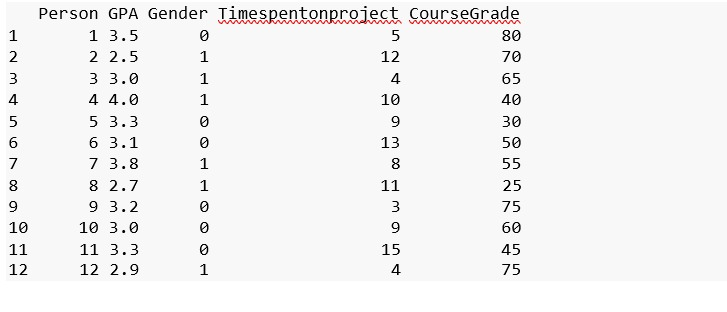 Person GPA Gender Timespentonproject CourseGrade
1 1 3.5 0 5 80
2 2 2.5 1 12 70
3 3 3.0 1 4 65
4 4 4.0 1 10 40
5 5 3.3 0 9 30
6 6 3.1 0 13 50
7 7 3.8 1 8 55
8 8 2.7 1 11 25
9 9 3.2 0 3 75
10 10 3.0 0 9 60
11 11 3.3 0 15 45
12 12 2.9 1 4 75